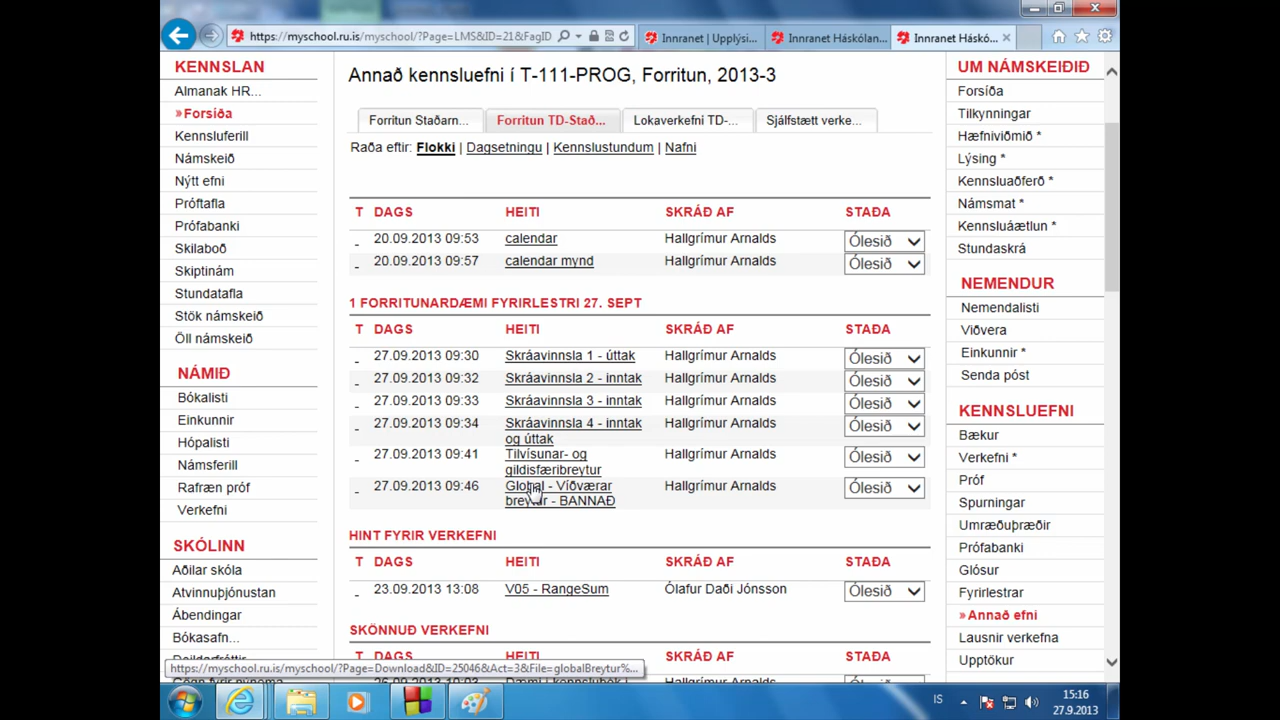 https://myschool.ru.is/myschool/?Page=LMS&ID=21&FagID
Innranet | Upplýsi...
Innranet Háskólan...
Innranet Háskó...
KENNSLAN
Almanak HR...
»Forsíða
Kennsluferill
Námskeið
Nýtt efni
Próftafla
Prófabanki
Skilaboð
Skiptinám
Stundatafla
Stök námskeið
Öll námskeið
NÁMIÐ
Bókalisti
Einkunnir
Hópalisti
Námsferill
Rafræn próf
Verkefni
SKÓLINN
Aðilar skóla
Atvinnuþjónustan
Ábendingar
Bókasafn...
Annað kennsluefni í T-111-PROG, Forritun, 2013-3
Forritun Staðarn...
Forritun TD-Stað...
Lokaverkefni TD-...
Sjálfstætt verke...
Raða eftir: Flokki | Dagsetningu | Kennslustundum | Nafni
T DAGS HEITI SKRÁÐ AF STAÐA
20.09.2013 09:53 calendar Hallgrímur Arnalds Ólesið
20.09.2013 09:57 calendar mynd Hallgrímur Arnalds Ólesið
1 FORRITUNARDÆMI FYRIRLESTRI 27. SEPT
T DAGS HEITI SKRÁÐ AF STAÐA
27.09.2013 09:30 Skráavinnsla 1 - úttak Hallgrímur Arnalds Ólesið
27.09.2013 09:32 Skráavinnsla 2 - inntak Hallgrímur Arnalds Ólesið
27.09.2013 09:33 Skráavinnsla 3 - inntak Hallgrímur Arnalds Ólesið
27.09.2013 09:34 Skráavinnsla 4 - inntak Hallgrímur Arnalds Ólesið
og úttak
27.09.2013 09:41 Tilvísunar- og Hallgrímur Arnalds Ólesið
gildisfæribreytur
27.09.2013 09:46 Global - Víðværar Hallgrímur Arnalds Ólesið
breytur - BANNAÐ
HINT FYRIR VERKEFNI
T DAGS HEITI SKRÁÐ AF STAÐA
23.09.2013 13:08 V05 - RangeSum Ólafur Daði Jónsson Ólesið
SKÖNNUÐ VERKEFNI
T DAGS HEITI SKRÁÐ AF STAÐA
UM NÁMSKEIÐIÐ
Forsíða
Tilkynningar
Hæfniviðmið *
Lýsing *
Kennsluaðferð *
Námsmat *
Kennsluáætlun *
Stundaskrá
NEMENDUR
Nemendalisti
Viðvera
Einkunnir *
Senda póst
KENNSLUEFNI
Bækur
Verkefni *
Próf
Spurningar
Umræðuþræðir
Prófabanki
Glósur
Fyrirlestrar
»Annað efni
Lausnir verkefna
Upptökur
https://myschool.ru.is/myschool/?Page=Download&ID=25046&Act=3&File=globalBreytur%...
IS
15:16
27.9.2013